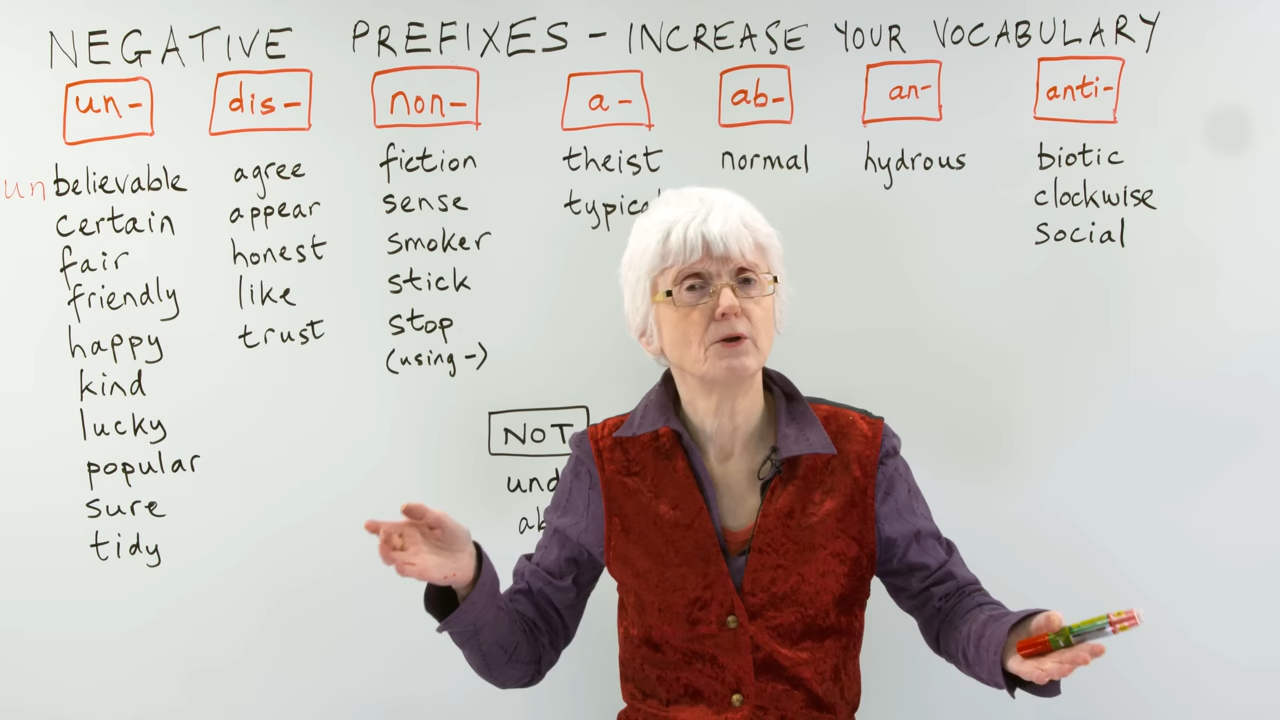 NEGATIVE PREFIXES - INCREASE YOUR VOCABULARY
un-
unbelievable
certain
fair
friendly
happy
kind
lucky
popular
sure
tidy
dis-
agree
appear
honest
like
trust
non-
fiction
sense
smoker
stick
stop
(using -)
a-
theist
ab-
normal
an-
hydrous
anti-
biotic
clockwise
social
NOT